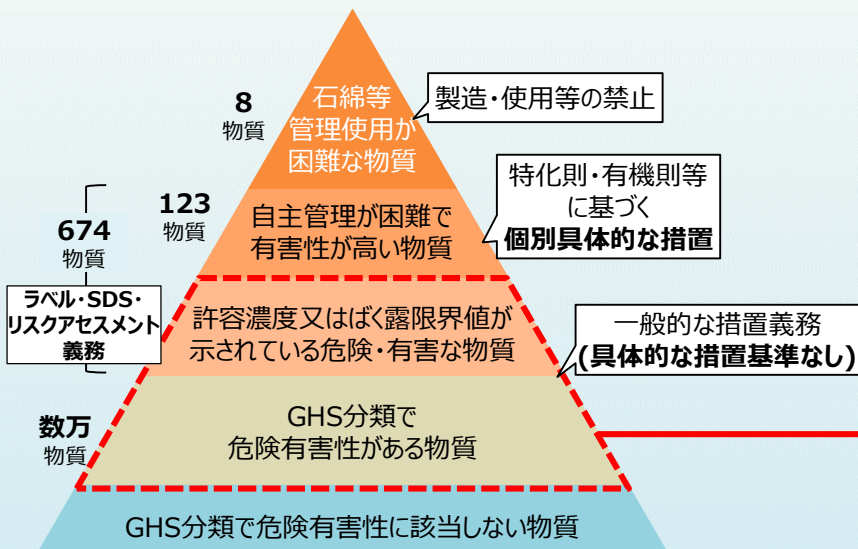 8
物質
石綿等
管理使用が
困難な物質
製造・使用等の禁止
123
物質
自主管理が困難で
有害性が高い物質
特化則・有機則等
に基づく
個別具体的な措置
674
物質
ラベル・SDS・
リスクアセスメント
義務
許容濃度又はばく露限界値が
示されている危険・有害な物質
一般的な措置義務
(具体的な措置基準なし)
数万
物質
GHS分類で
危険有害性がある物質
GHS分類で危険有害性に該当しない物質